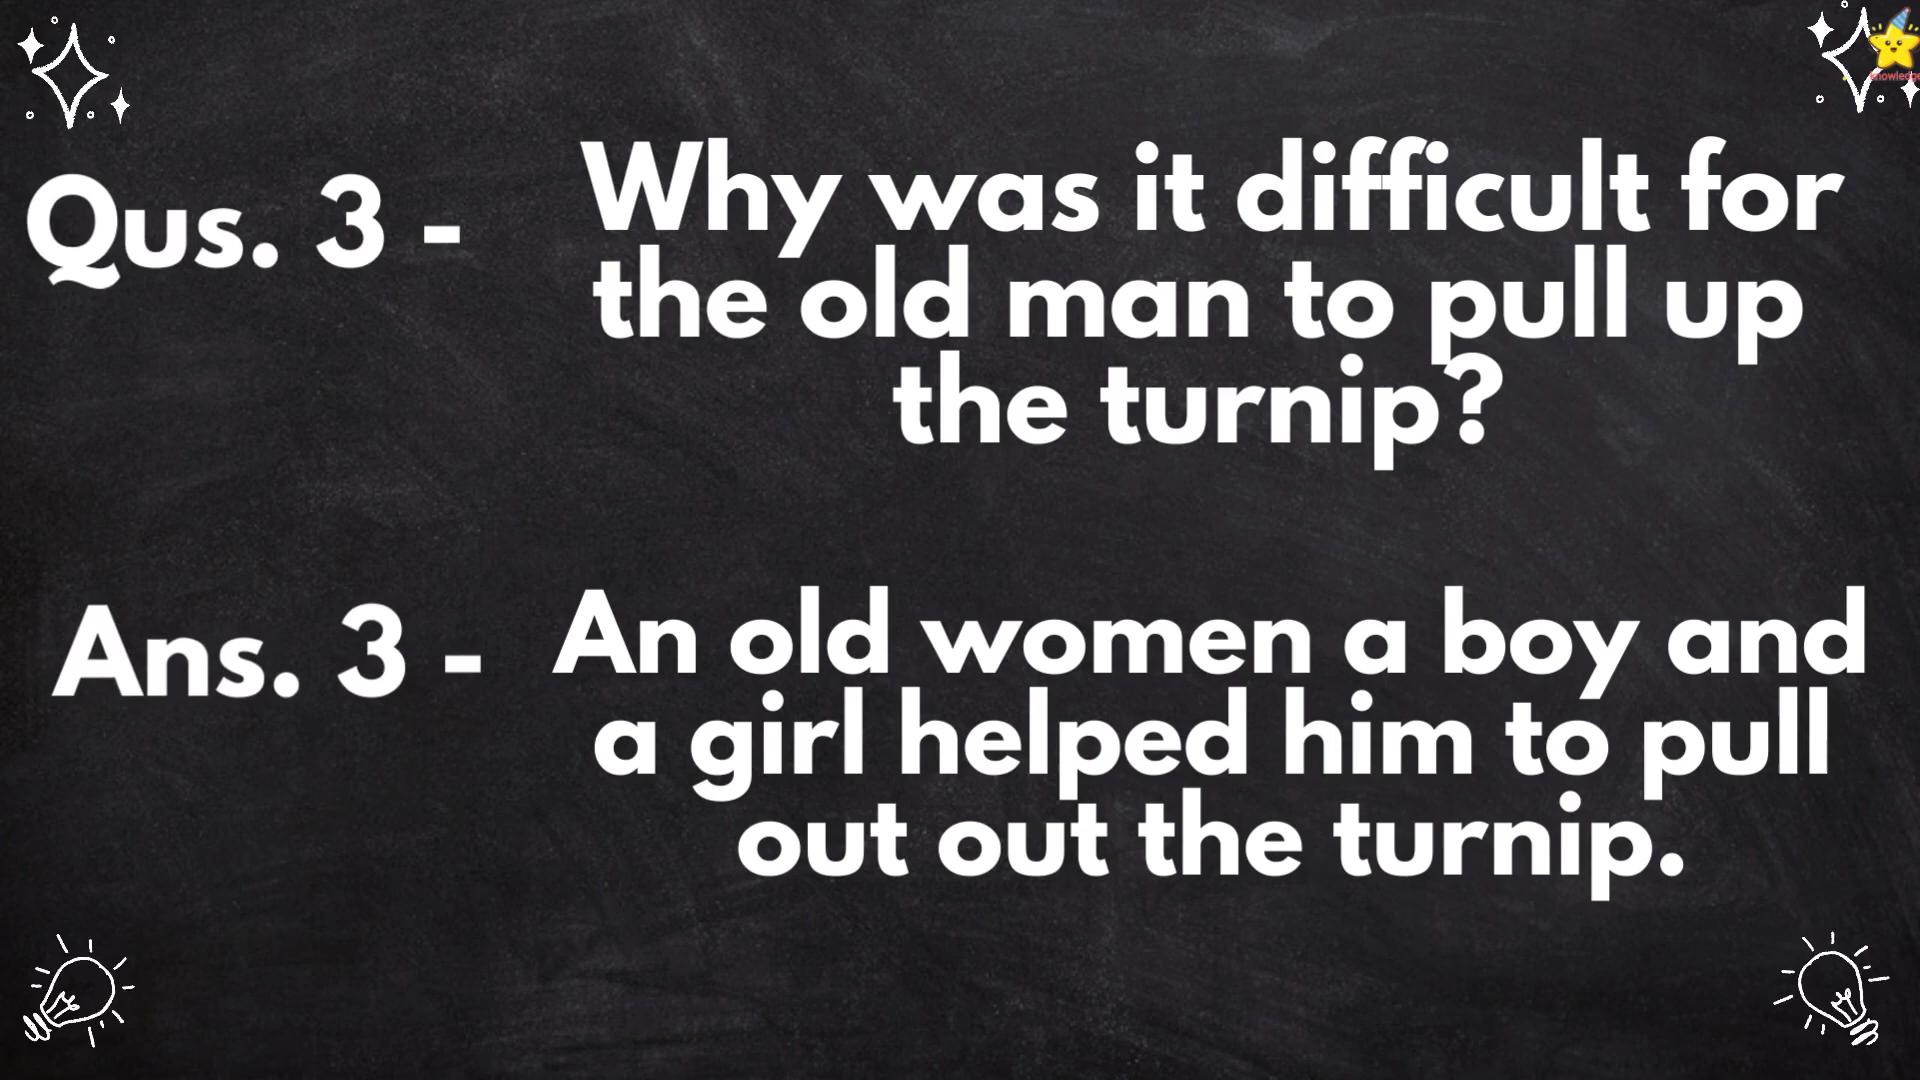 Qus. 3 -
Why was it difficult for
the old man to pull up
the turnip?
Ans. 3 -
An old women a boy and
a girl helped him to pull
out out the turnip.